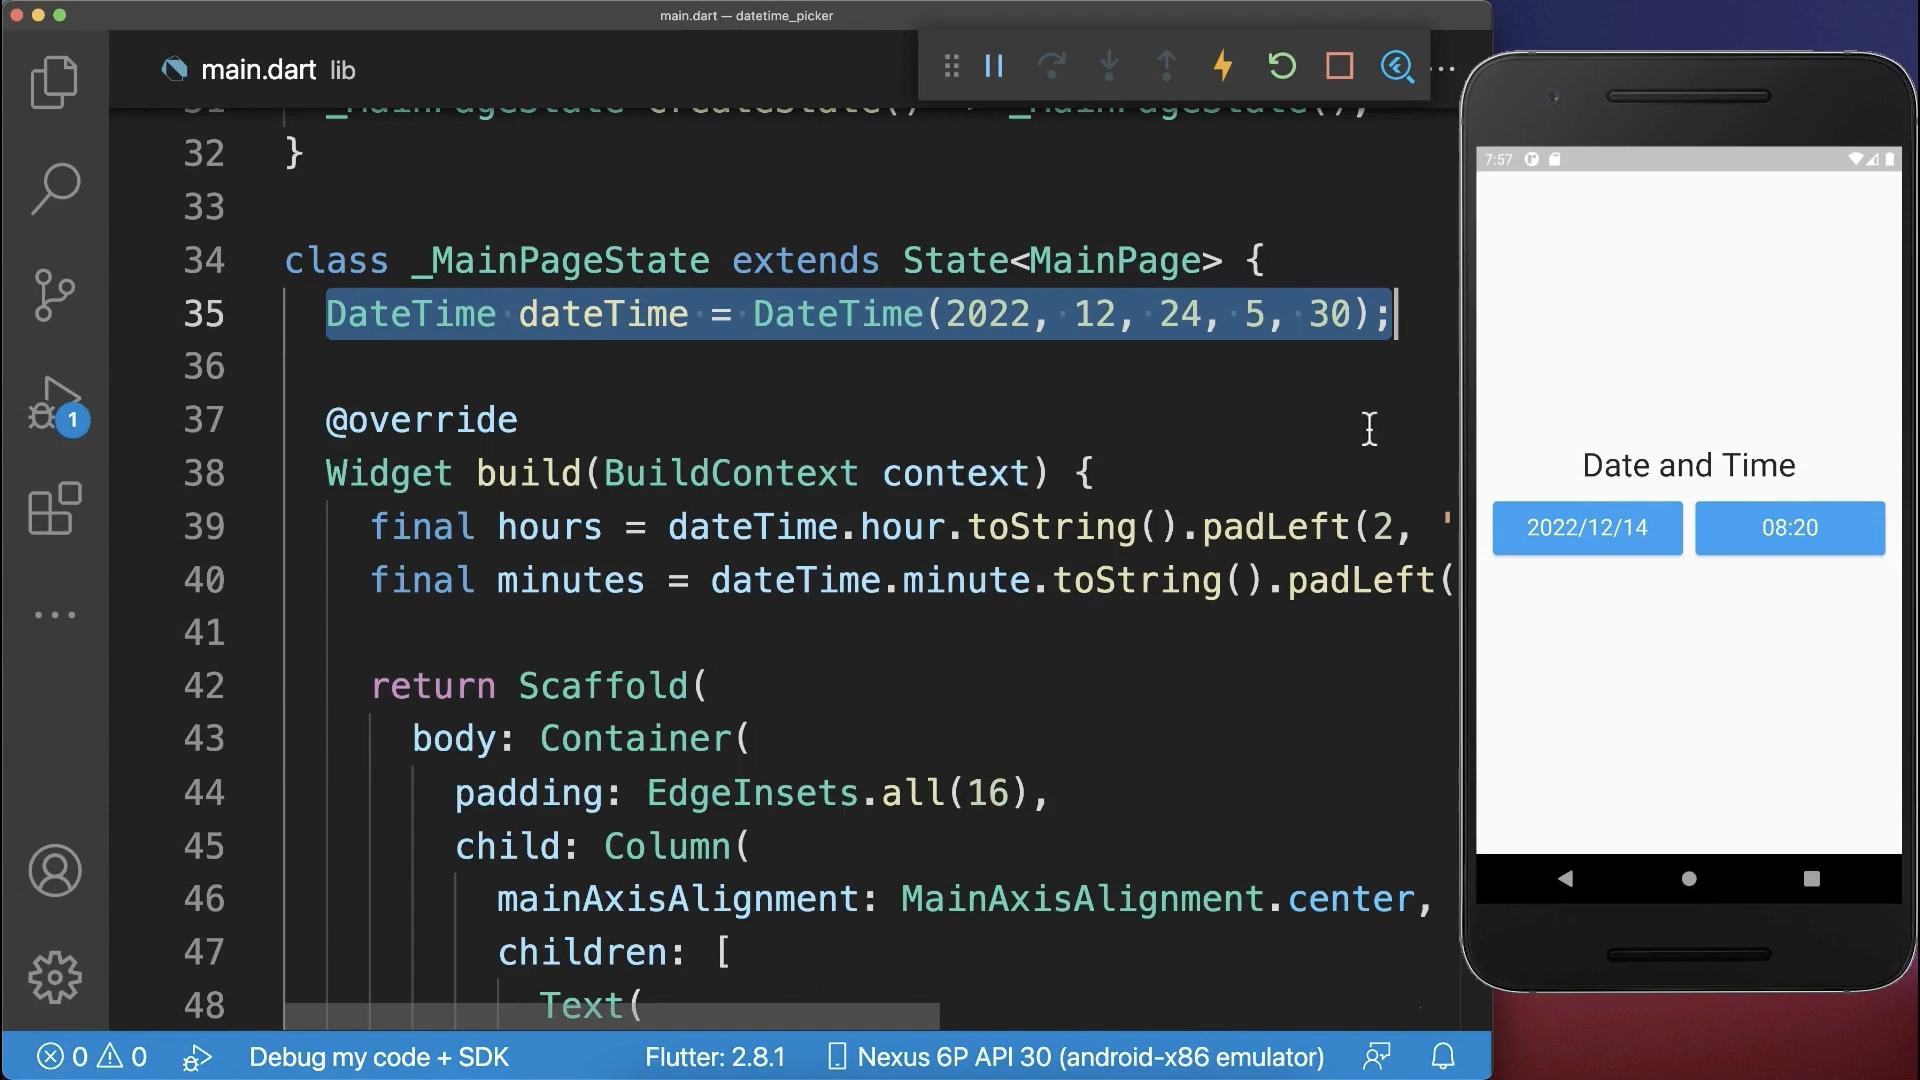 main.dart — datetime_picker
main.dart lib
31 _MainPageState createState() => _MainPageState();
32 }
33
34 class _MainPageState extends State<MainPage> {
35 DateTime dateTime = DateTime(2022, 12, 24, 5, 30);
36
37 @override
38 Widget build(BuildContext context) {
39 final hours = dateTime.hour.toString().padLeft(2, '
40 final minutes = dateTime.minute.toString().padLeft(
41
42 return Scaffold(
43 body: Container(
44 padding: EdgeInsets.all(16),
45 child: Column(
46 mainAxisAlignment: MainAxisAlignment.center,
47 children: [
48 Text(
1
0 0
Debug my code + SDK
Flutter: 2.8.1
Nexus 6P API 30 (android-x86 emulator)
7:57
Date and Time
2022/12/14
08:20